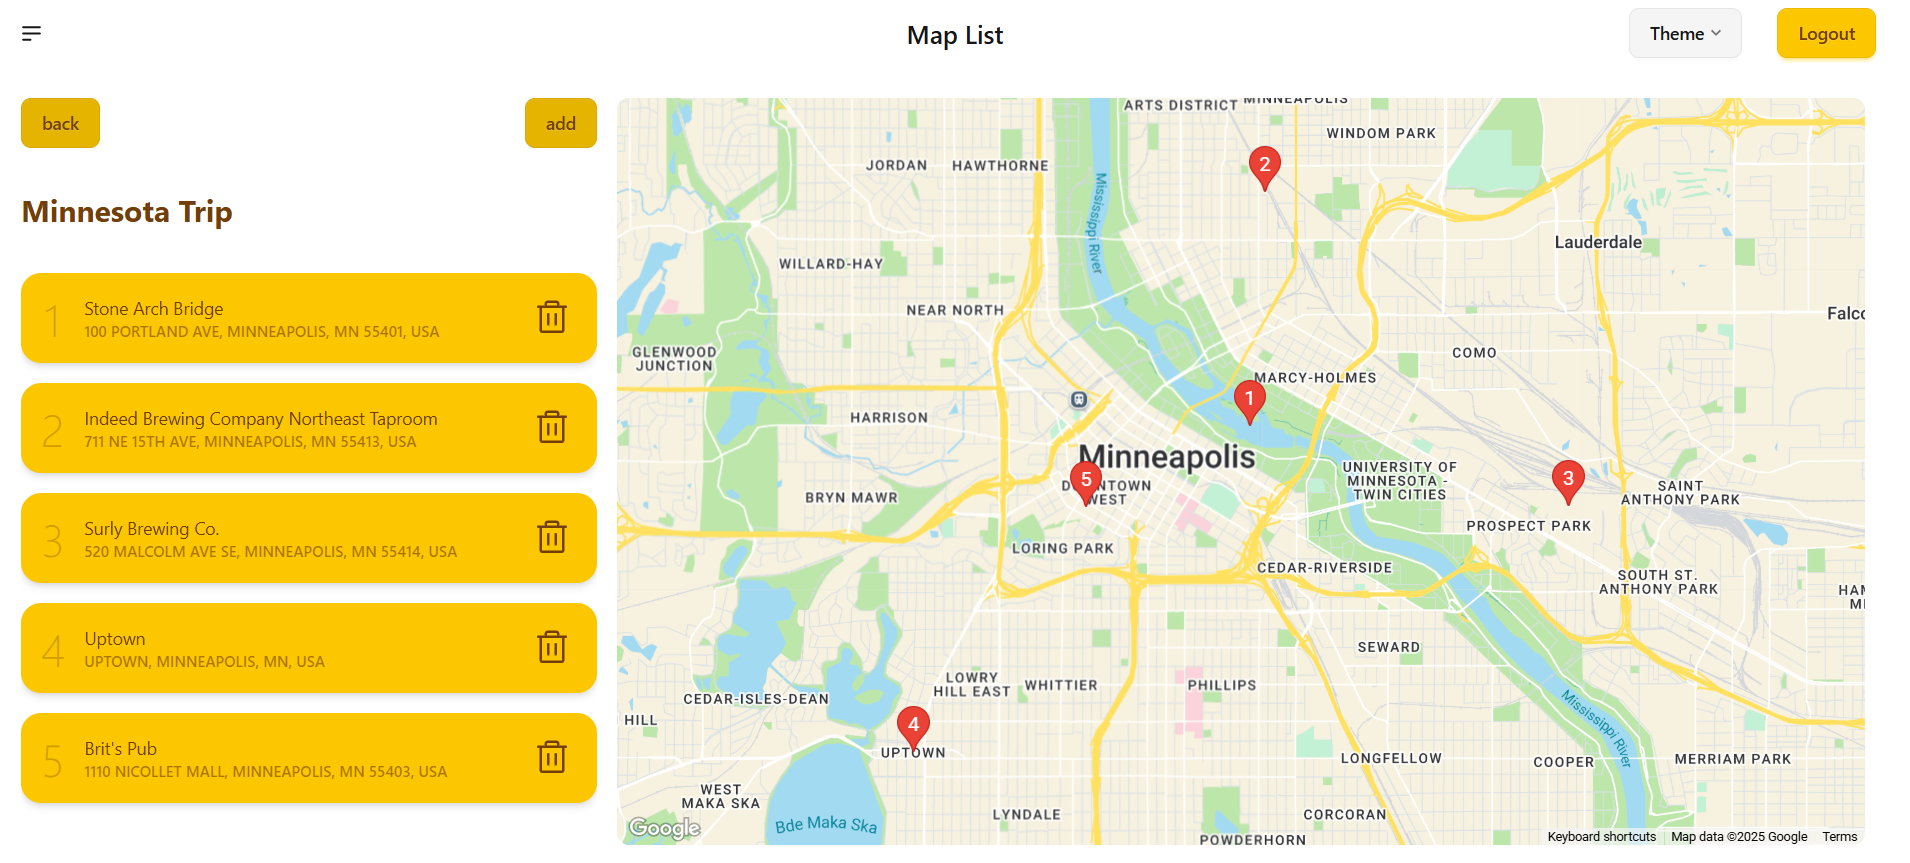 Map List
Theme
Logout
back
add
Minnesota Trip
1
Stone Arch Bridge
100 PORTLAND AVE, MINNEAPOLIS, MN 55401, USA
2
Indeed Brewing Company Northeast Taproom
711 NE 15TH AVE, MINNEAPOLIS, MN 55413, USA
3
Surly Brewing Co.
520 MALCOLM AVE SE, MINNEAPOLIS, MN 55414, USA
4
Uptown
UPTOWN, MINNEAPOLIS, MN, USA
5
Brit's Pub
1110 NICOLLET MALL, MINNEAPOLIS, MN 55403, USA
ARTS DISTRICT
MINNEAPOLIS
WINDOM PARK
2
JORDAN
HAWTHORNE
Mississippi River
Lauderdale
WILLARD-HAY
NEAR NORTH
Falco
GLENWOOD
JUNCTION
COMO
MARCY-HOLMES
1
HARRISON
Minneapolis
5
DOWNTOWN
WEST
UNIVERSITY OF
MINNESOTA -
TWIN CITIES
3
SAINT
ANTHONY PARK
BRYN MAWR
PROSPECT PARK
LORING PARK
CEDAR-RIVERSIDE
SOUTH ST.
ANTHONY PARK
HAM
MI
SEWARD
LOWRY
HILL EAST
WHITTIER
PHILLIPS
CEDAR-ISLES-DEAN
HILL
4
UPTOWN
Mississippi River
LONGFELLOW
COOPER
MERRIAM PARK
WEST
MAKA SKA
Bde Maka Ska
LYNDALE
CORCORAN
POWDERHORN
Google
Keyboard shortcuts
Map data ©2025 Google
Terms